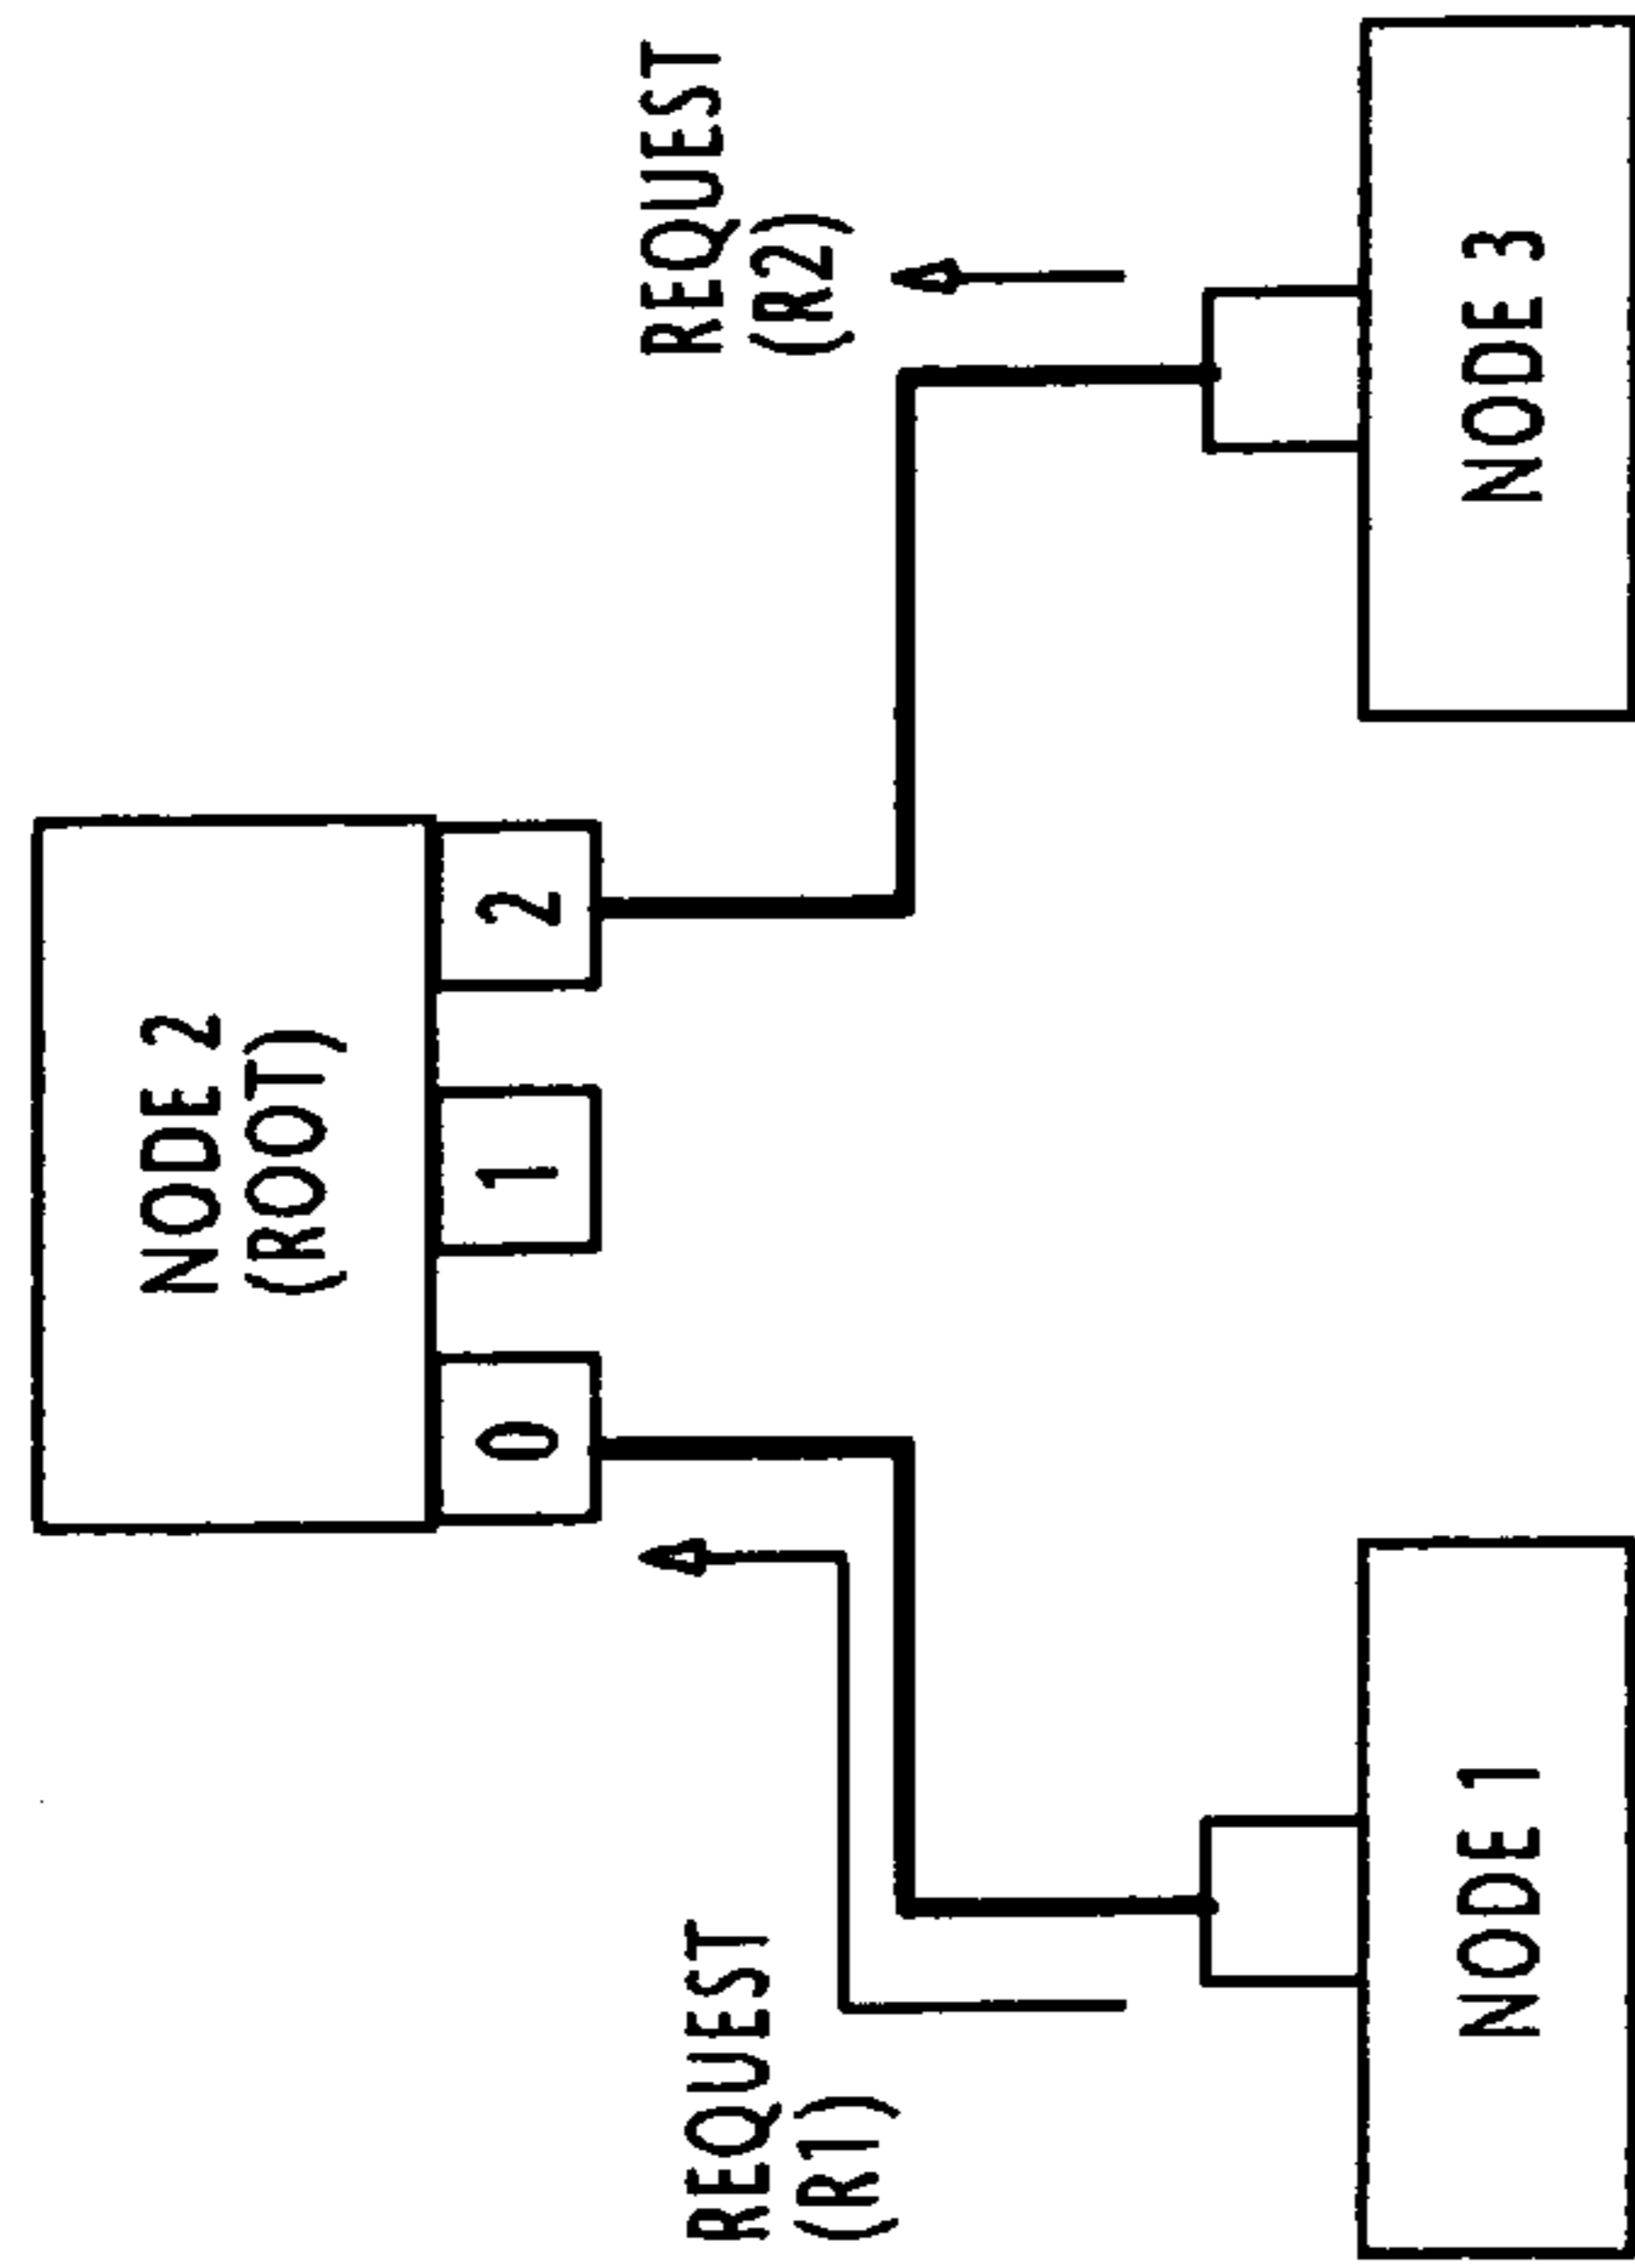 NODE 2
(ROOT)
0
1
2
REQUEST
(R1)
REQUEST
(R2)
NODE 1
NODE 3